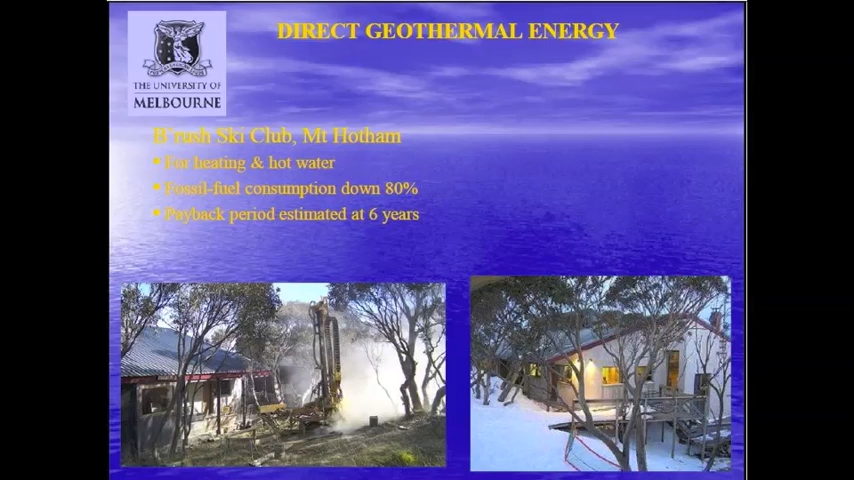 DIRECT GEOTHERMAL ENERGY
THE UNIVERSITY OF
MELBOURNE
B'rush Ski Club, Mt Hotham
• For heating & hot water
• Fossil-fuel consumption down 80%
• Payback period estimated at 6 years